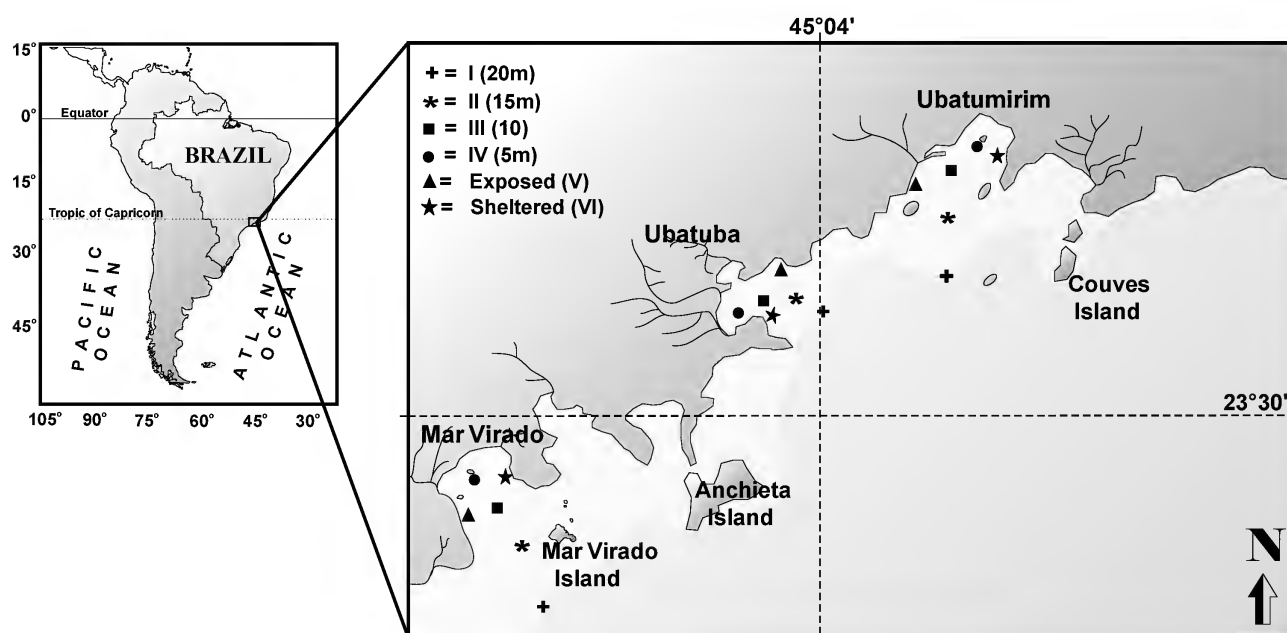 15°
0°
15°
30°
45°
105°
90°
75°
60°
45°
30°
Equator
BRAZIL
Tropic of Capricorn
PACIFIC
OCEAN
ATLANTIC
OCEAN
45°04'
+ = I (20m)
* = II (15m)
■ = III (10)
● = IV (5m)
▲= Exposed (V)
★= Sheltered (VI)
Ubatumirim
Ubatuba
Couves
Island
23°30'
Mar Virado
Anchieta
Island
Mar Virado
Island
N